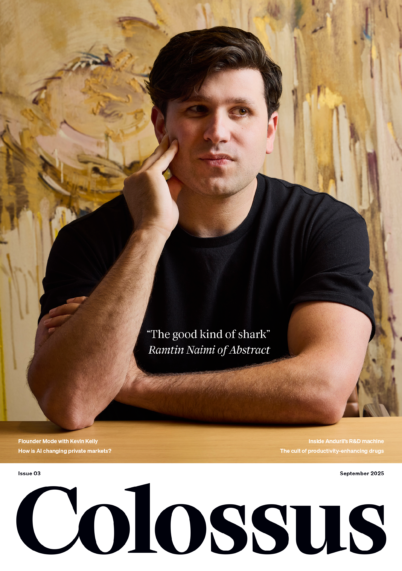 “The good kind of shark”
Ramtin Naimi of Abstract
Flounder Mode with Kevin Kelly
Inside Anduril's R&D machine
How is AI changing private markets?
The cult of productivity-enhancing drugs
Issue 03
September 2025
Colossus